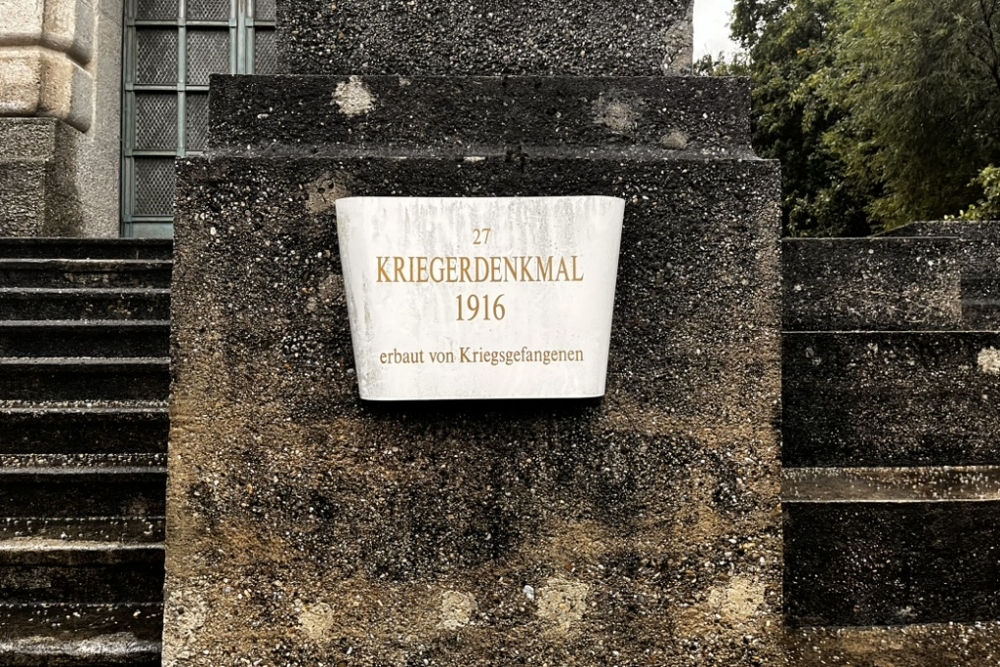 27
KRIEGERDENKMAL
1916
erbaut von Kriegsgefangenen